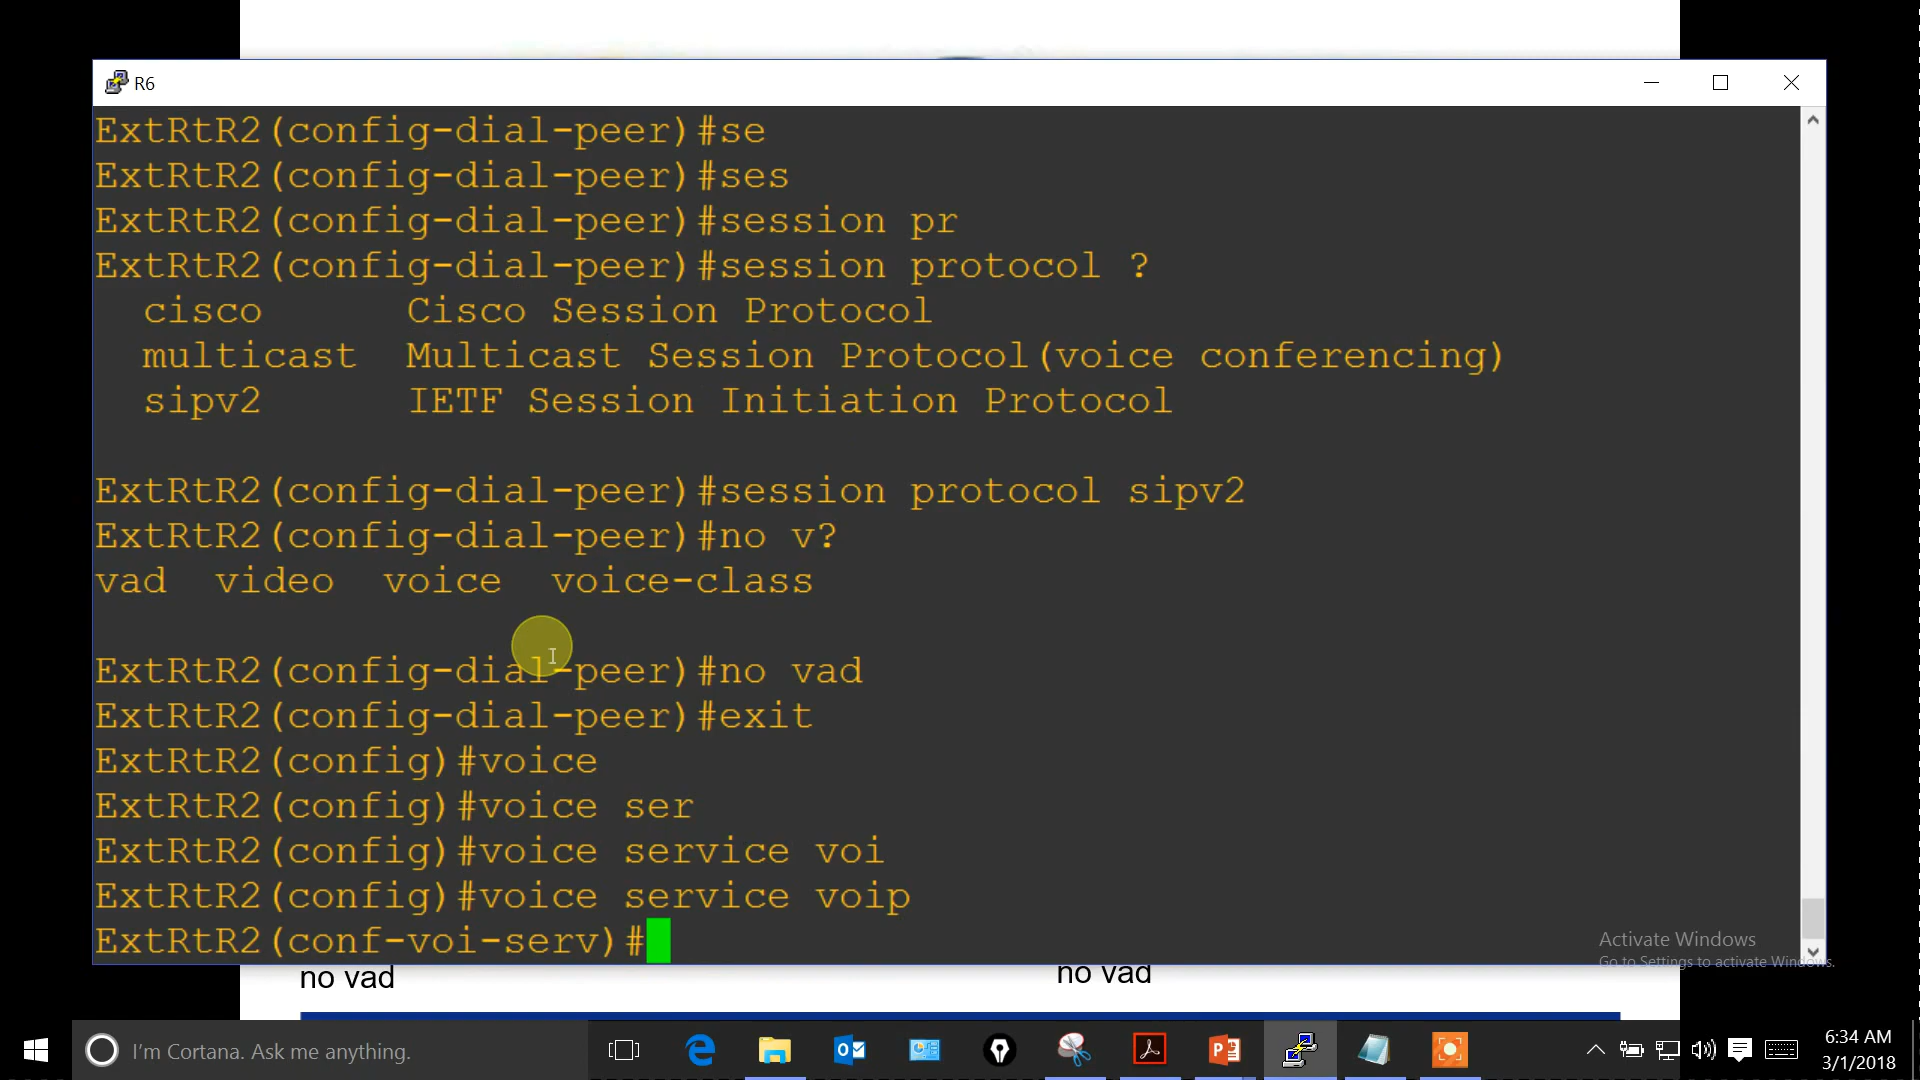 R6
ExtRtR2(config-dial-peer)#se
ExtRtR2(config-dial-peer)#ses
ExtRtR2(config-dial-peer)#session pr
ExtRtR2(config-dial-peer)#session protocol ?
cisco Cisco Session Protocol
multicast Multicast Session Protocol(voice conferencing)
sipv2 IETF Session Initiation Protocol
ExtRtR2(config-dial-peer)#session protocol sipv2
ExtRtR2(config-dial-peer)#no v?
vad video voice voice-class
ExtRtR2(config-dial-peer)#no vad
ExtRtR2(config-dial-peer)#exit
ExtRtR2(config)#voice
ExtRtR2(config)#voice ser
ExtRtR2(config)#voice service voi
ExtRtR2(config)#voice service voip
ExtRtR2(conf-voi-serv)#
Activate Windows
Go to Settings to activate Windows.
no vad no vad
I'm Cortana. Ask me anything.
6:34 AM
3/1/2018